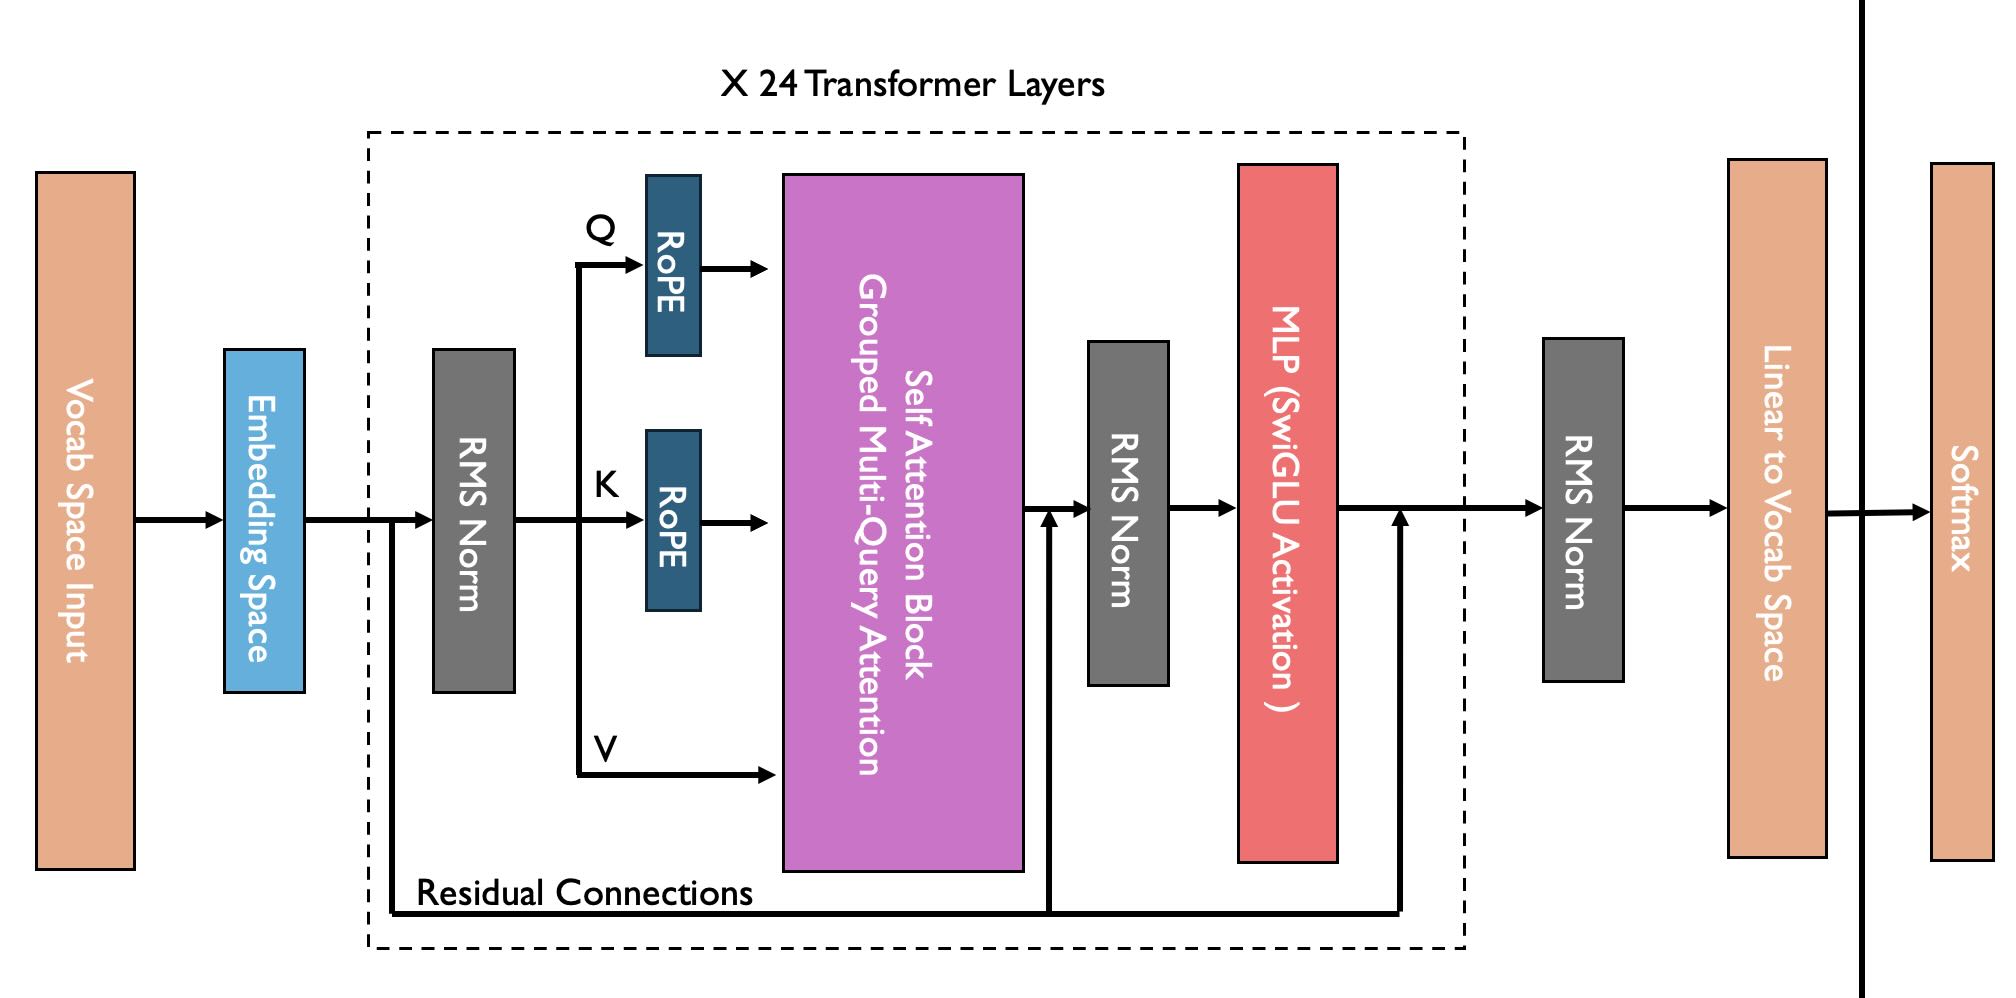 X 24 Transformer Layers
Vocab Space Input
Embedding Space
RMS Norm
Q
RoPE
K
RoPE
V
Self Attention Block
Grouped Multi-Query Attention
RMS Norm
MLP (SwiGLU Activation )
Residual Connections
RMS Norm
Linear to Vocab Space
Softmax